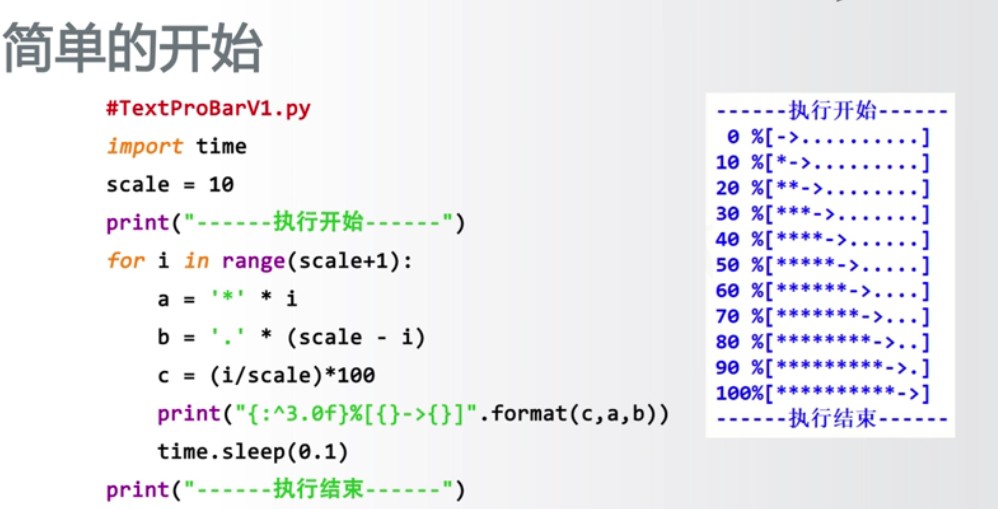 简单的开始
#TextProBarV1.py
import time
scale = 10
print("------执行开始------")
for i in range(scale+1):
    a = '*' * i
    b = '.' * (scale - i)
    c = (i/scale)*100
    print("{:^3.0f}%[{}->{}]".format(c,a,b))
    time.sleep(0.1)
print("------执行结束------")
------执行开始------
 0 %[->..........]
10 %[*->.........]
20 %[**->........]
30 %[***->.......]
40 %[****->......]
50 %[*****->.....]
60 %[******->....]
70 %[*******->...]
80 %[********->..]
90 %[*********->.]
100%[**********->]
------执行结束------